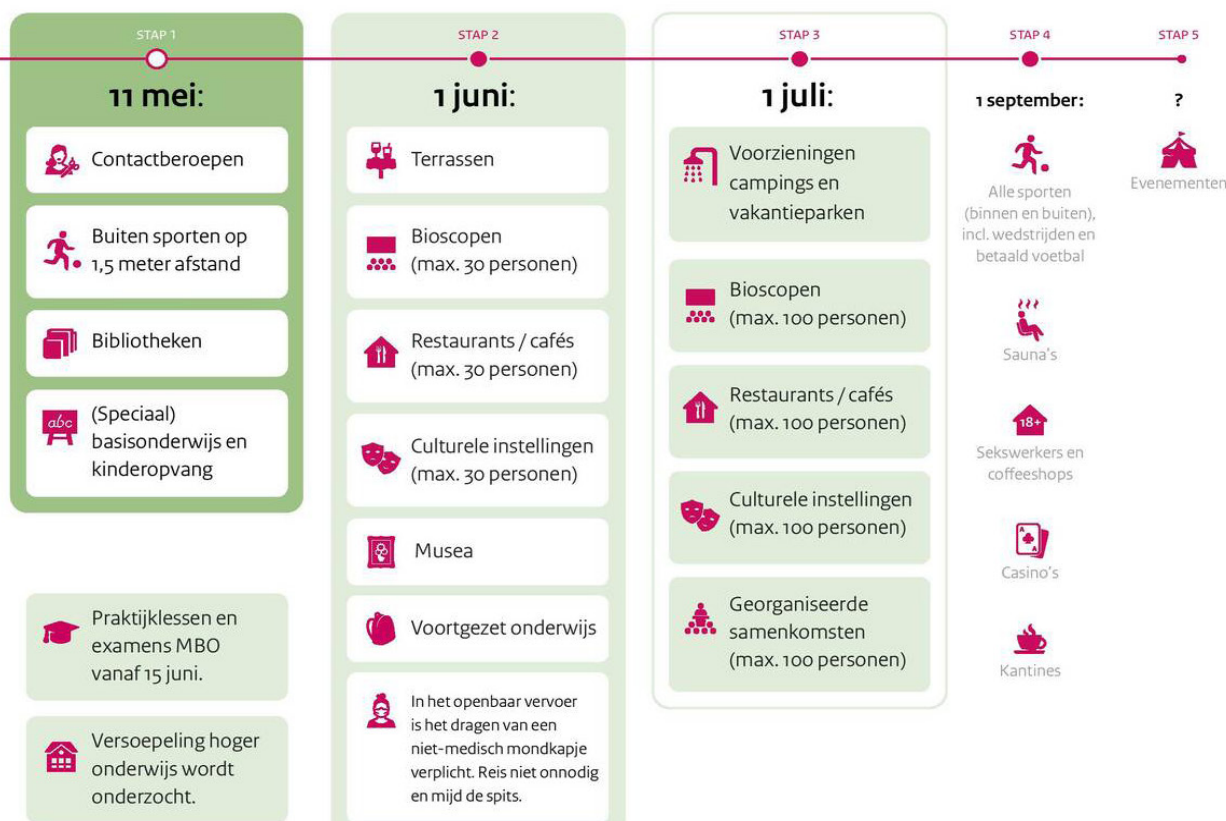 STAP 1
11 mei:
Contactberoepen
Buiten sporten op
1,5 meter afstand
Bibliotheken
abc
(Speciaal)
basisonderwijs en
kinderopvang
Praktijklessen en
examens MBO
vanaf 15 juni.
Versoepeling hoger
onderwijs wordt
onderzocht.
STAP 2
1 juni:
Terrassen
Bioscopen
(max. 30 personen)
Restaurants / cafés
(max. 30 personen)
Culturele instellingen
(max. 30 personen)
Musea
Voortgezet onderwijs
In het openbaar vervoer
is het dragen van een
niet-medisch mondkapje
verplicht. Reis niet onnodig
en mijd de spits.
STAP 3
1 juli:
Voorzieningen
campings en
vakantieparken
Bioscopen
(max. 100 personen)
Restaurants / cafés
(max. 100 personen)
Culturele instellingen
(max. 100 personen)
Georganiseerde
samenkomsten
(max. 100 personen)
STAP 4
1 september:
Alle sporten
(binnen en buiten),
incl. wedstrijden en
betaald voetbal
Sauna's
18+
Sekswerkers en
coffeeshops
A
A
Casino's
Kantines
STAP 5
?
Evenementen